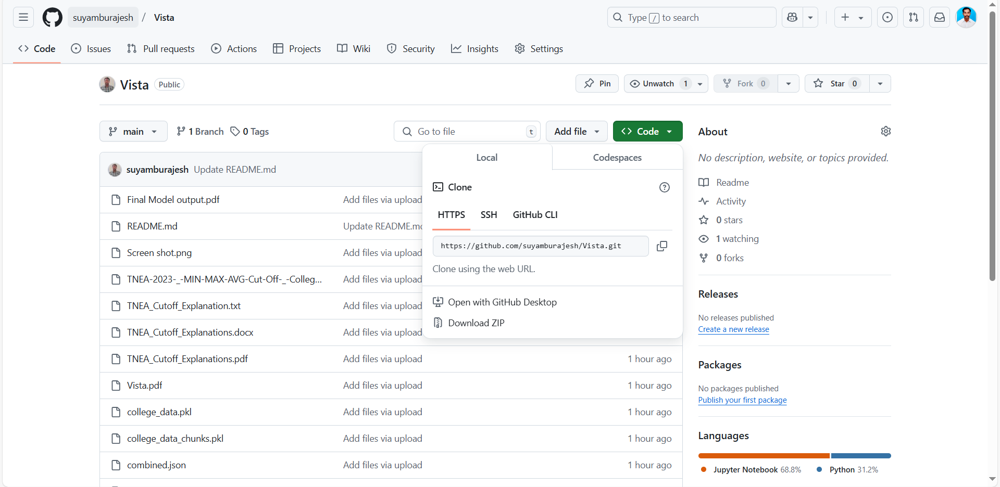 suyamburajesh / Vista
Type / to search
Code Issues Pull requests Actions Projects Wiki Security Insights Settings
Vista Public
Pin Unwatch 1 Fork 0 Star 0
main 1 Branch 0 Tags Go to file t Add file Code
Local Codespaces
Clone
HTTPS SSH GitHub CLI
https://github.com/suyamburajesh/Vista.git
Clone using the web URL.
Open with GitHub Desktop
Download ZIP
suyamburajesh Update README.md
Final Model output.pdf Add files via upload
README.md Update README.md
Screen shot.png Add files via upload
TNEA-2023-_-MIN-MAX-AVG-Cut-Off-_-Colleg... Add files via upload
TNEA_Cutoff_Explanation.txt Add files via upload
TNEA_Cutoff_Explanations.docx Add files via upload
TNEA_Cutoff_Explanations.pdf Add files via upload 1 hour ago
Vista.pdf Add files via upload 1 hour ago
college_data.pkl Add files via upload 1 hour ago
college_data_chunks.pkl Add files via upload 1 hour ago
combined.json Add files via upload 1 hour ago
About
No description, website, or topics provided.
Readme
Activity
0 stars
1 watching
0 forks
Releases
No releases published
Create a new release
Packages
No packages published
Publish your first package
Languages
Jupyter Notebook 68.8% Python 31.2%